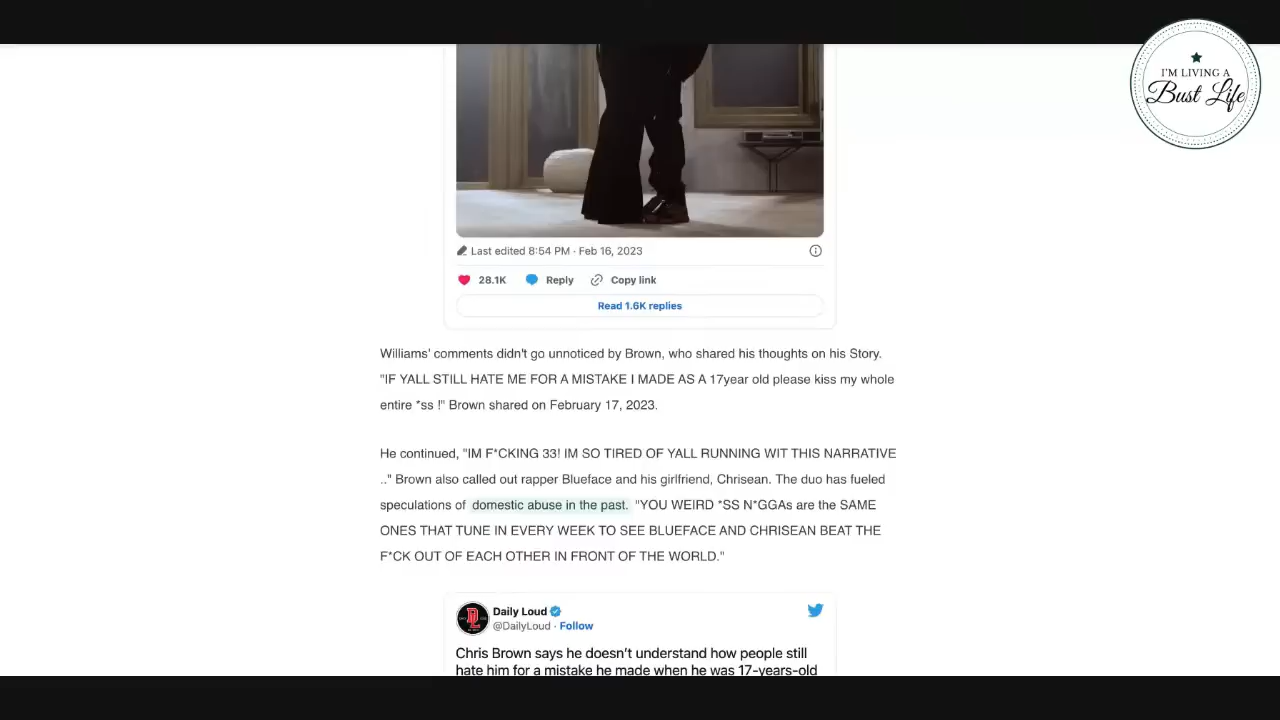 I'M LIVING A
Bust Life
Last edited 8:54 PM · Feb 16, 2023
28.1K Reply Copy link
Read 1.6K replies
Williams' comments didn't go unnoticed by Brown, who shared his thoughts on his Story.
"IF YALL STILL HATE ME FOR A MISTAKE I MADE AS A 17year old please kiss my whole
entire *ss !" Brown shared on February 17, 2023.
He continued, "IM F*CKING 33! IM SO TIRED OF YALL RUNNING WIT THIS NARRATIVE
.." Brown also called out rapper Blueface and his girlfriend, Chrisean. The duo has fueled
speculations of domestic abuse in the past. "YOU WEIRD *SS N*GGAs are the SAME
ONES THAT TUNE IN EVERY WEEK TO SEE BLUEFACE AND CHRISEAN BEAT THE
F*CK OUT OF EACH OTHER IN FRONT OF THE WORLD."
Daily Loud
@DailyLoud · Follow
Chris Brown says he doesn't understand how people still
hate him for a mistake he made when he was 17-years-old